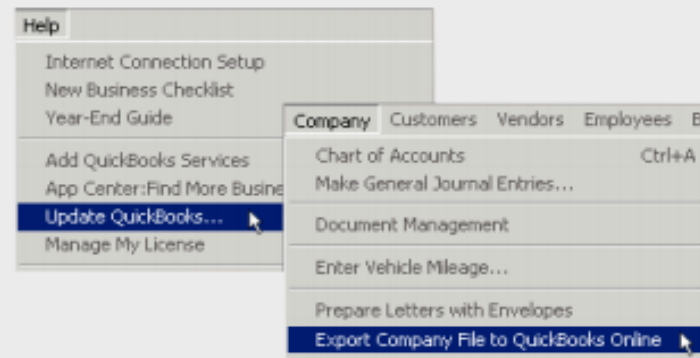 Help
Internet Connection Setup
New Business Checklist
Year-End Guide
Add QuickBooks Services
App Center:Find More Busine
Update QuickBooks...
Manage My License
Company Customers Vendors Employees B
Chart of Accounts Ctrl+A
Make General Journal Entries...
Document Management
Enter Vehicle Mileage...
Prepare Letters with Envelopes
Export Company File to QuickBooks Online